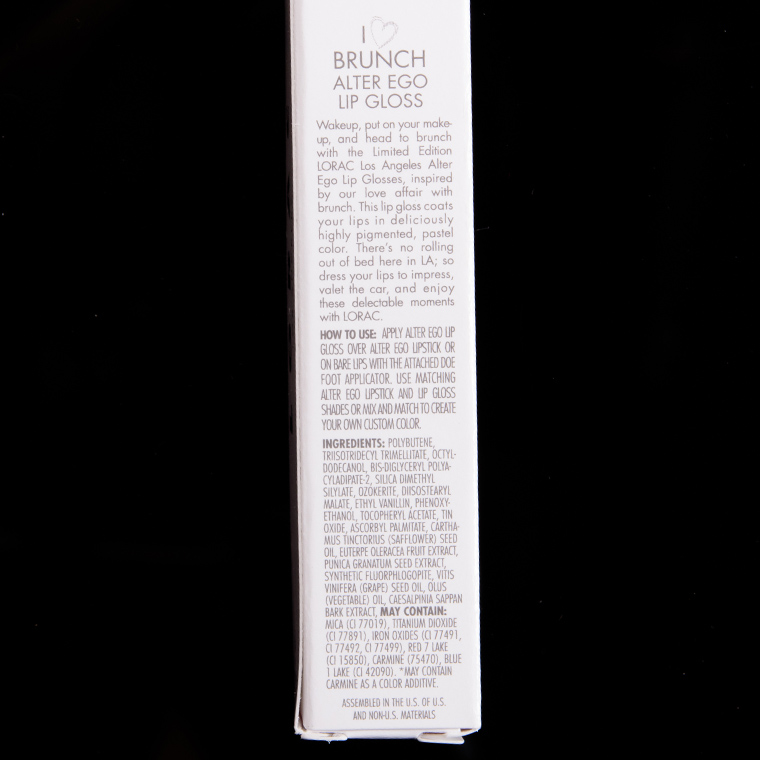 I ♡
BRUNCH
ALTER EGO
LIP GLOSS
Wakeup, put on your make-
up, and head to brunch
with the Limited Edition
LORAC Los Angeles Alter
Ego Lip Glosses, inspired
by our love affair with
brunch. This lip gloss coats
your lips in deliciously
highly pigmented, pastel
color. There's no rolling
out of bed here in LA; so
dress your lips to impress,
valet the car, and enjoy
these delectable moments
with LORAC.
HOW TO USE: APPLY ALTER EGO LIP
GLOSS OVER ALTER EGO LIPSTICK OR
ON BARE LIPS WITH THE ATTACHED DOE
FOOT APPLICATOR. USE MATCHING
ALTER EGO LIPSTICK AND LIP GLOSS
SHADES OR MIX AND MATCH TO CREATE
YOUR OWN CUSTOM COLOR.
INGREDIENTS: POLYBUTENE,
TRIISOTRIDECYL TRIMELLITATE, OCTYL-
DODECANOL, BIS-DIGLYCERYL POLYA-
CYLADIPATE-2, SILICA DIMETHYL
SILYLATE, OZOKERITE, DIISOSTEARYL
MALATE, ETHYL VANILLIN, PHENOXY-
ETHANOL, TOCOPHERYL ACETATE, TIN
OXIDE, ASCORBYL PALMITATE, CARTHA-
MUS TINCTORIUS (SAFFLOWER) SEED
OIL, EUTERPE OLERACEA FRUIT EXTRACT,
PUNICA GRANATUM SEED EXTRACT,
SYNTHETIC FLUORPHLOGOPITE, VITIS
VINIFERA (GRAPE) SEED OIL, OLUS
(VEGETABLE) OIL, CAESALPINIA SAPPAN
BARK EXTRACT, MAY CONTAIN:
MICA (CI 77019), TITANIUM DIOXIDE
(CI 77891), IRON OXIDES (CI 77491,
CI 77492, CI 77499), RED 7 LAKE
(CI 15850), CARMINE (75470), BLUE
1 LAKE (CI 42090). *MAY CONTAIN
CARMINE AS A COLOR ADDITIVE.
ASSEMBLED IN THE U.S. OF U.S.
AND NON-U.S. MATERIALS